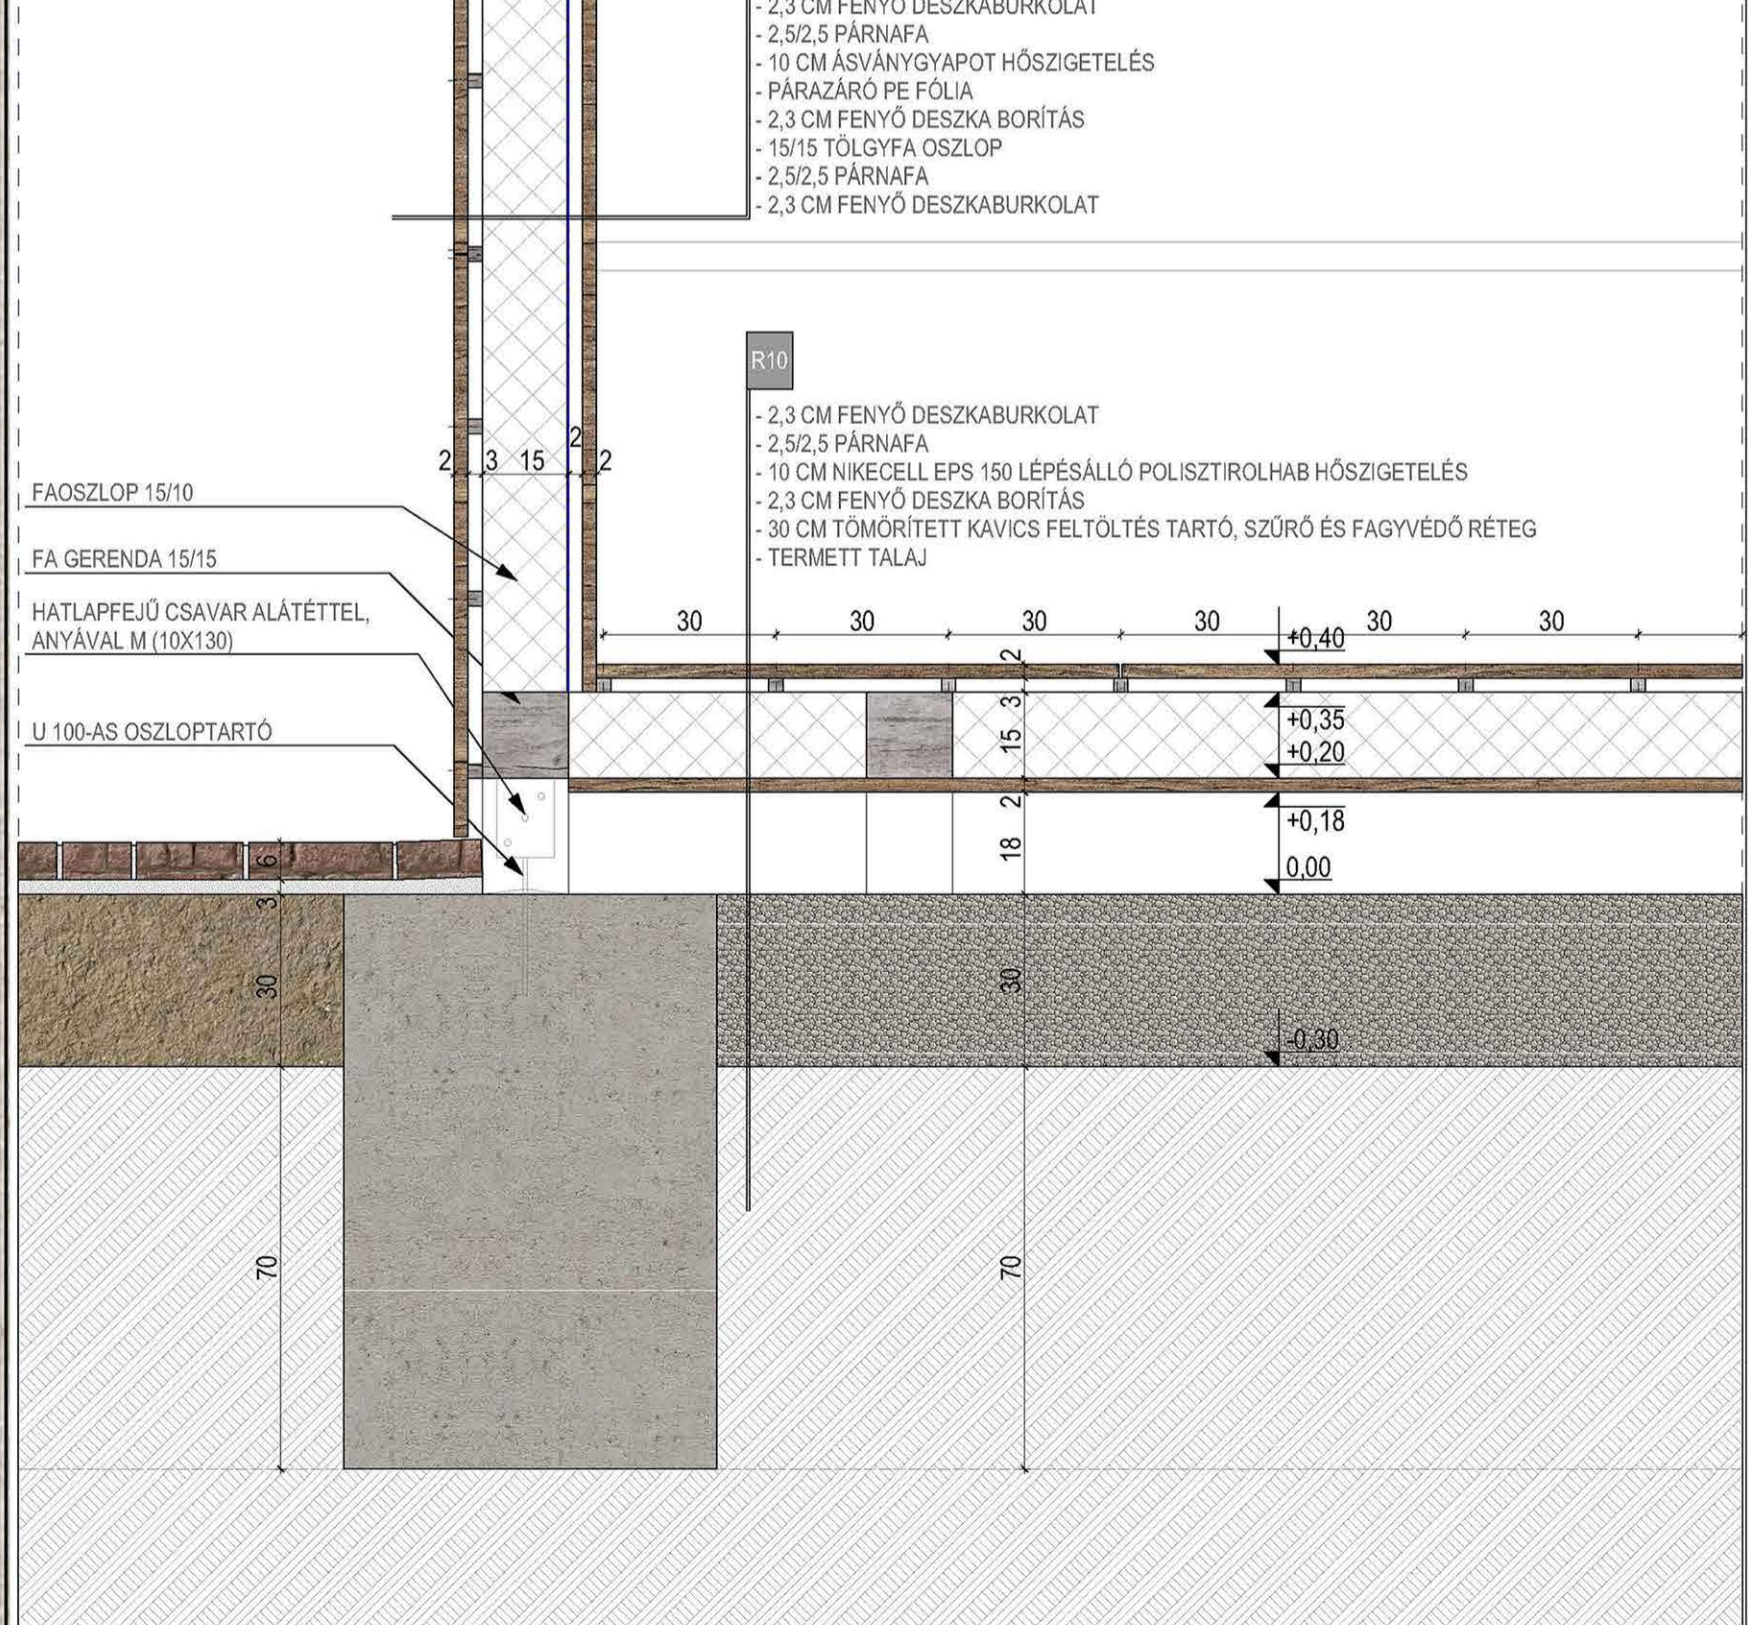 - 2,3 CM FENYŐ DESZKABURKOLAT
- 2,5/2,5 PÁRNAFA
- 10 CM ÁSVÁNYGYAPOT HŐSZIGETELÉS
- PÁRAZÁRÓ PE FÓLIA
- 2,3 CM FENYŐ DESZKA BORÍTÁS
- 15/15 TÖLGYFA OSZLOP
- 2,5/2,5 PÁRNAFA
- 2,3 CM FENYŐ DESZKABURKOLAT
R10
- 2,3 CM FENYŐ DESZKABURKOLAT
- 2,5/2,5 PÁRNAFA
- 10 CM NIKECELL EPS 150 LÉPÉSÁLLÓ POLISZTIROLHAB HŐSZIGETELÉS
- 2,3 CM FENYŐ DESZKA BORÍTÁS
- 30 CM TÖMÖRÍTETT KAVICS FELTÖLTÉS TARTÓ, SZŰRŐ ÉS FAGYVÉDŐ RÉTEG
- TERMETT TALAJ
2 3 15 2 2
FAOSZLOP 15/10
FA GERENDA 15/15
HATLAPFEJŰ CSAVAR ALÁTÉTTEL,
ANYÁVAL M (10X130)
U 100-AS OSZLOPTARTÓ
30 30 30 30 30 30
+0,40
+0,35
+0,20
+0,18
0,00
-0,30
2
3
15
2
18
30
70
6
3
30
70